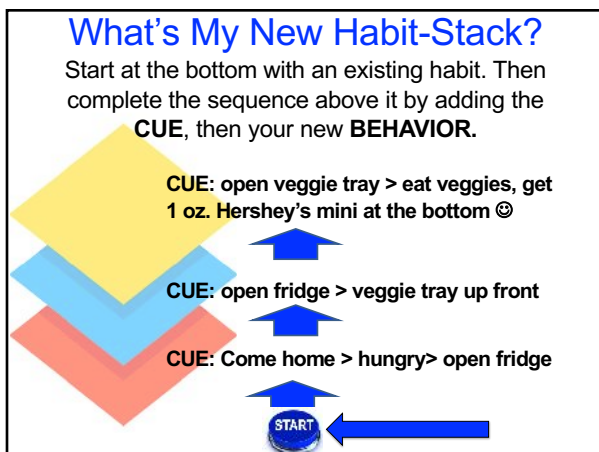 What's My New Habit-Stack?
Start at the bottom with an existing habit. Then
complete the sequence above it by adding the
CUE, then your new BEHAVIOR.
CUE: open veggie tray > eat veggies, get
1 oz. Hershey's mini at the bottom ☺
CUE: open fridge > veggie tray up front
CUE: Come home > hungry> open fridge
START